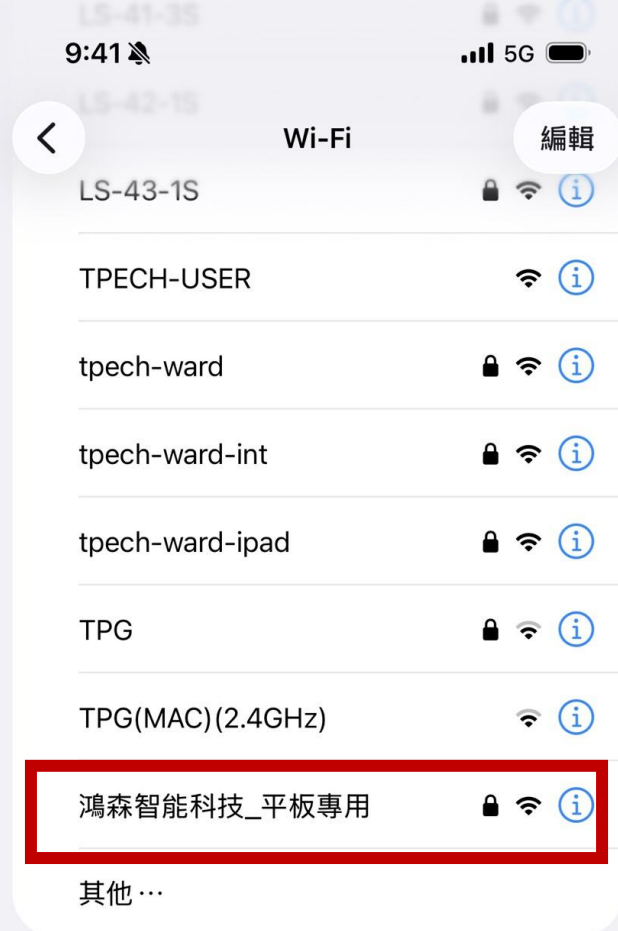 LS-41-3S
9:41
5G
LS-42-1S
Wi-Fi
編輯
LS-43-1S
TPECH-USER
tpech-ward
tpech-ward-int
tpech-ward-ipad
TPG
TPG(MAC)(2.4GHz)
鴻森智能科技_平板專用
其他…